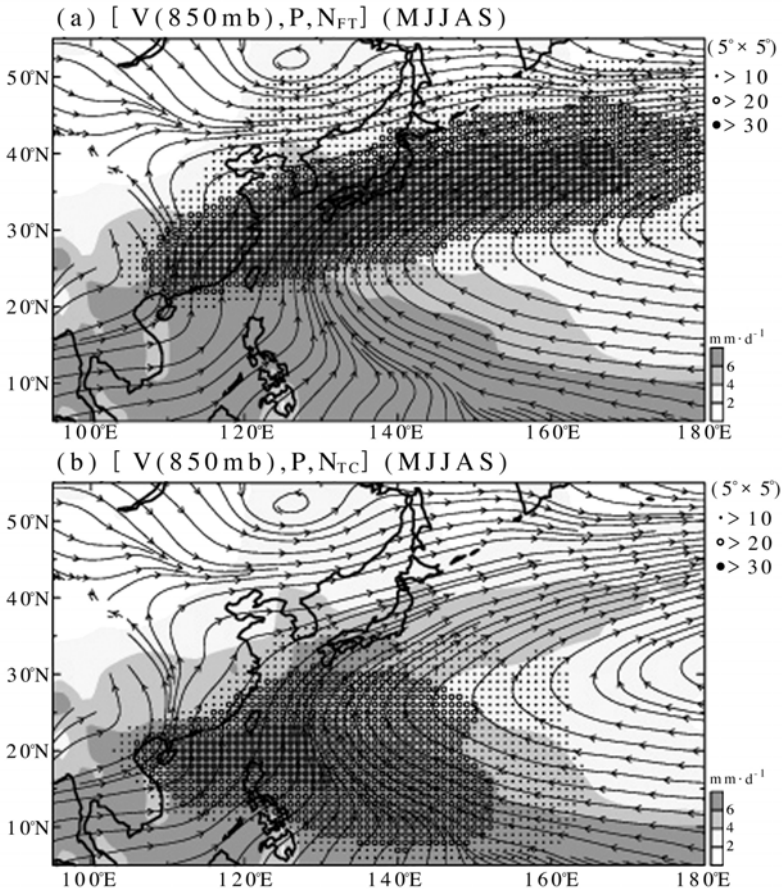 (a) [ V(850mb),P,N_FT] (MJJAS)
(5°× 5°)
· > 10
o > 20
● > 30
50°N
40°N
30°N
20°N
10°N
mm·d⁻¹
6
4
2
100°E 120°E 140°E 160°E 180°E
(b) [ V(850mb),P,N_TC] (MJJAS)
(5°× 5°)
· > 10
o > 20
● > 30
50°N
40°N
30°N
20°N
10°N
mm·d⁻¹
6
4
2
100°E 120°E 140°E 160°E 180°E